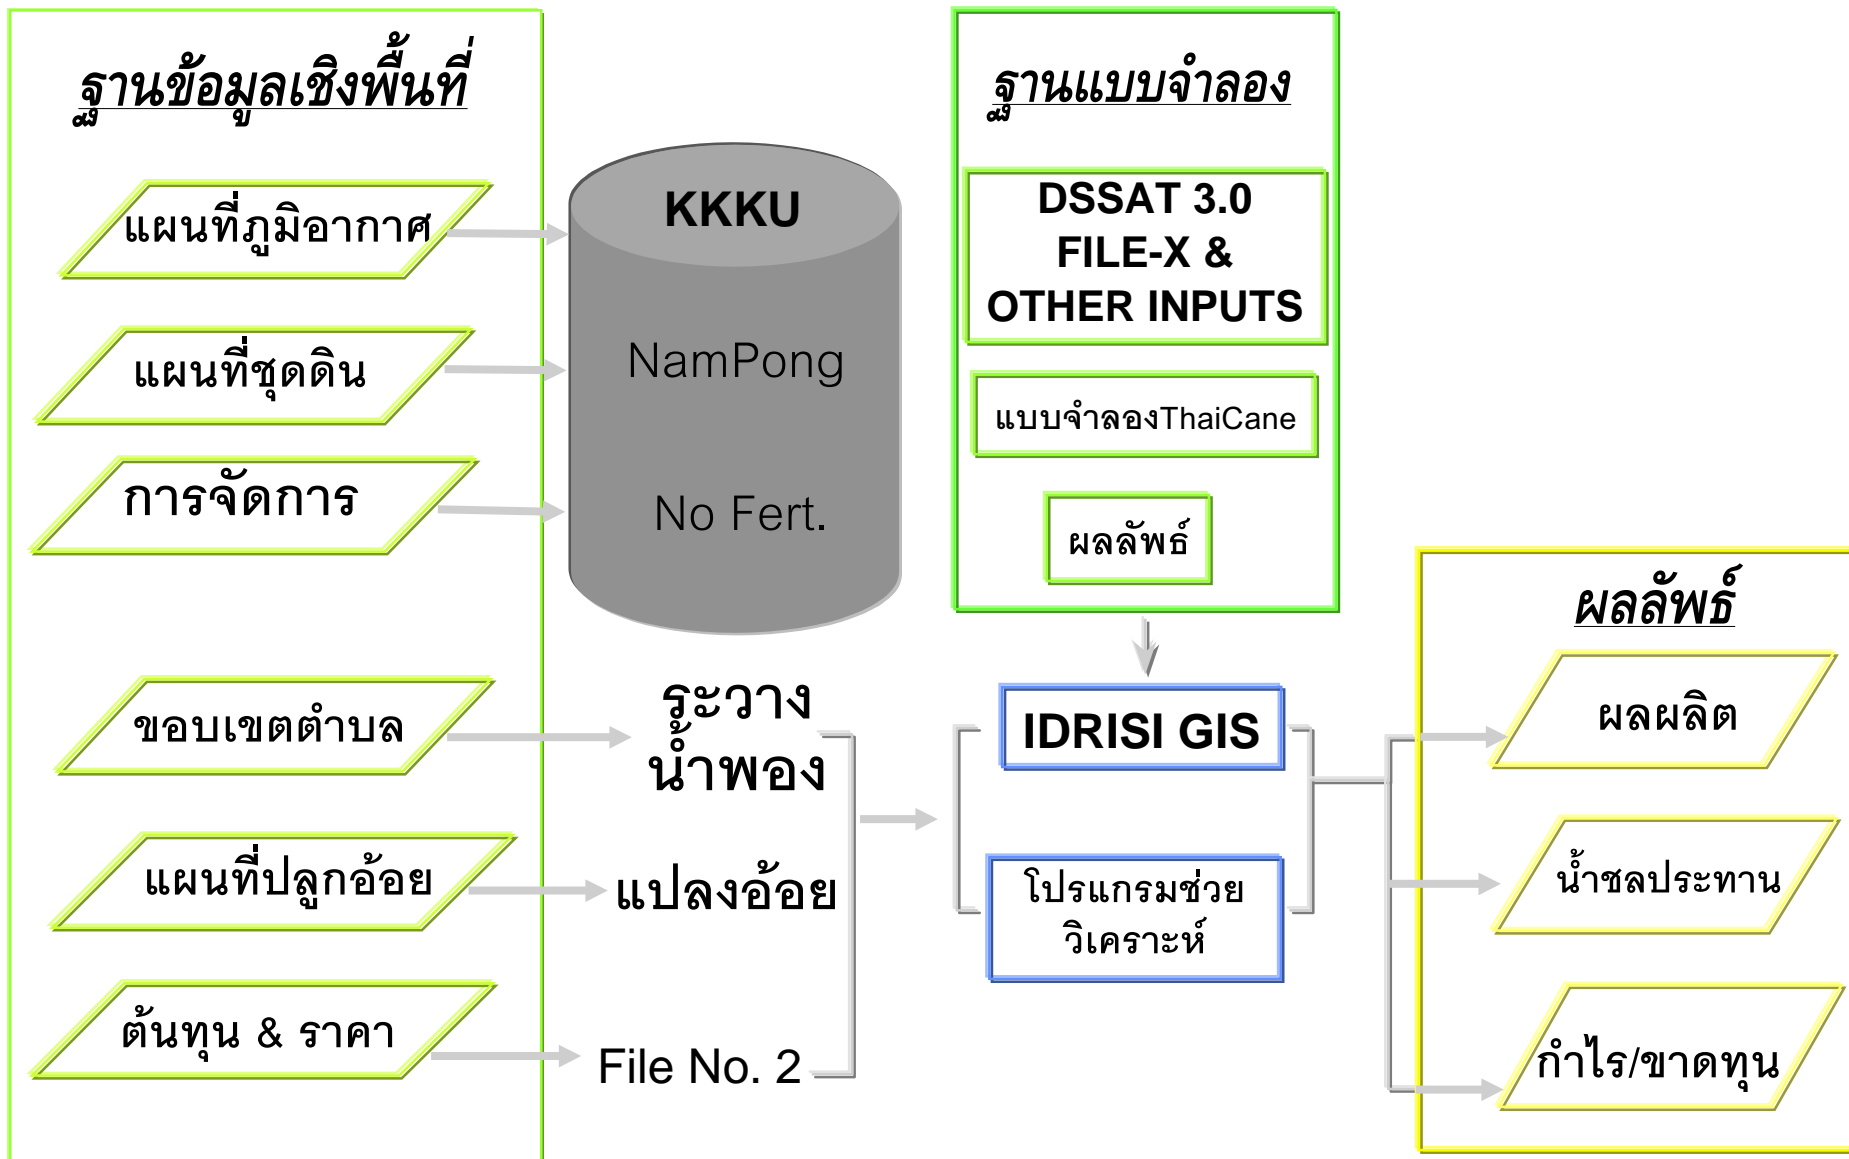 ฐานข้อมูลเชิงพื้นที่
แผนที่ภูมิอากาศ
แผนที่ชุดดิน
การจัดการ
ขอบเขตตำบล
แผนที่ปลูกอ้อย
ต้นทุน & ราคา
KKKU
NamPong
No Fert.
ระวาง
น้ำพอง
แปลงอ้อย
File No. 2
ฐานแบบจำลอง
DSSAT 3.0
FILE-X &
OTHER INPUTS
แบบจำลองThaiCane
ผลลัพธ์
IDRISI GIS
โปรแกรมช่วย
วิเคราะห์
ผลลัพธ์
ผลผลิต
น้ำชลประทาน
กำไร/ขาดทุน